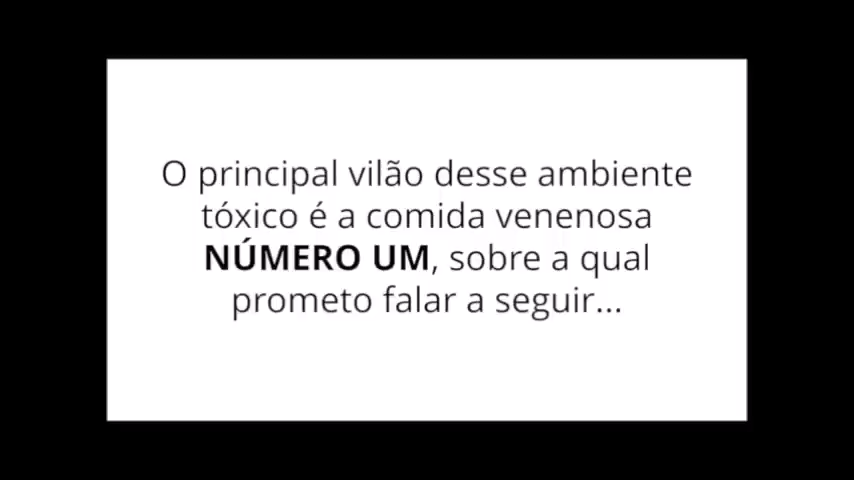 O principal vilão desse ambiente
tóxico é a comida venenosa
NÚMERO UM, sobre a qual
prometo falar a seguir...